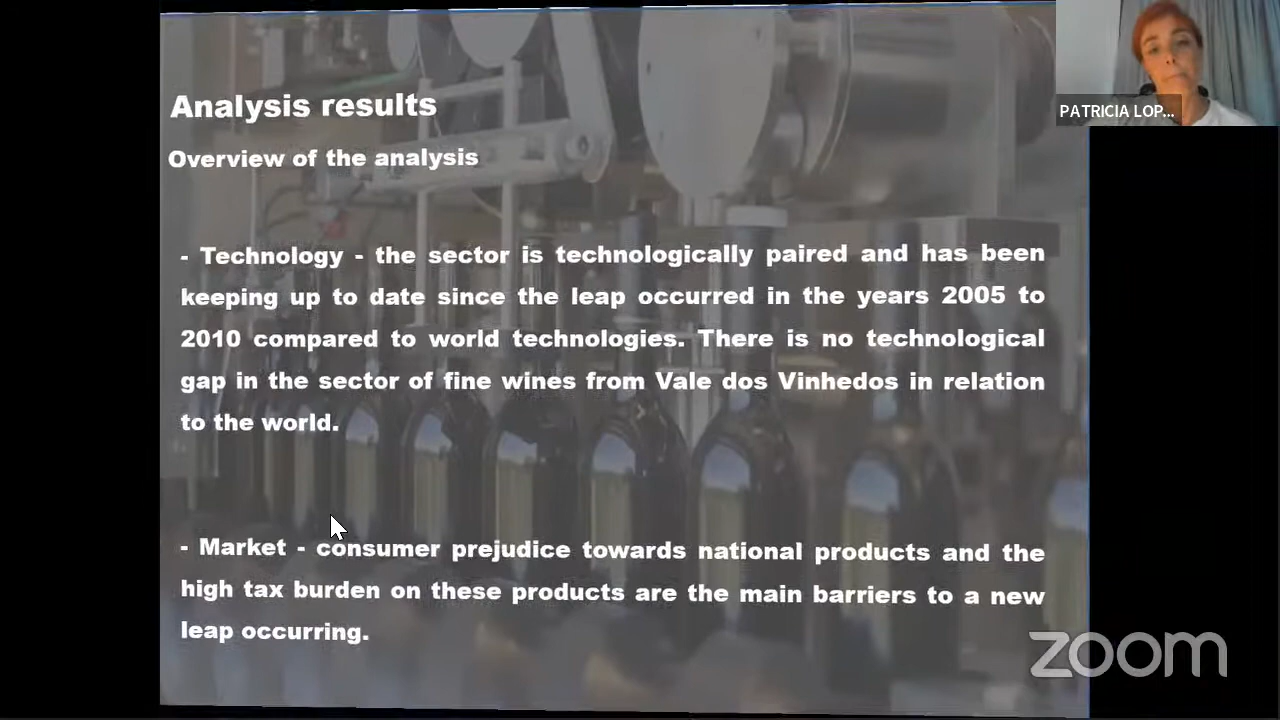 Analysis results
Overview of the analysis
- Technology - the sector is technologically paired and has been
keeping up to date since the leap occurred in the years 2005 to
2010 compared to world technologies. There is no technological
gap in the sector of fine wines from Vale dos Vinhedos in relation
to the world.
- Market - consumer prejudice towards national products and the
high tax burden on these products are the main barriers to a new
leap occurring.
PATRICIA LOP...
zoom